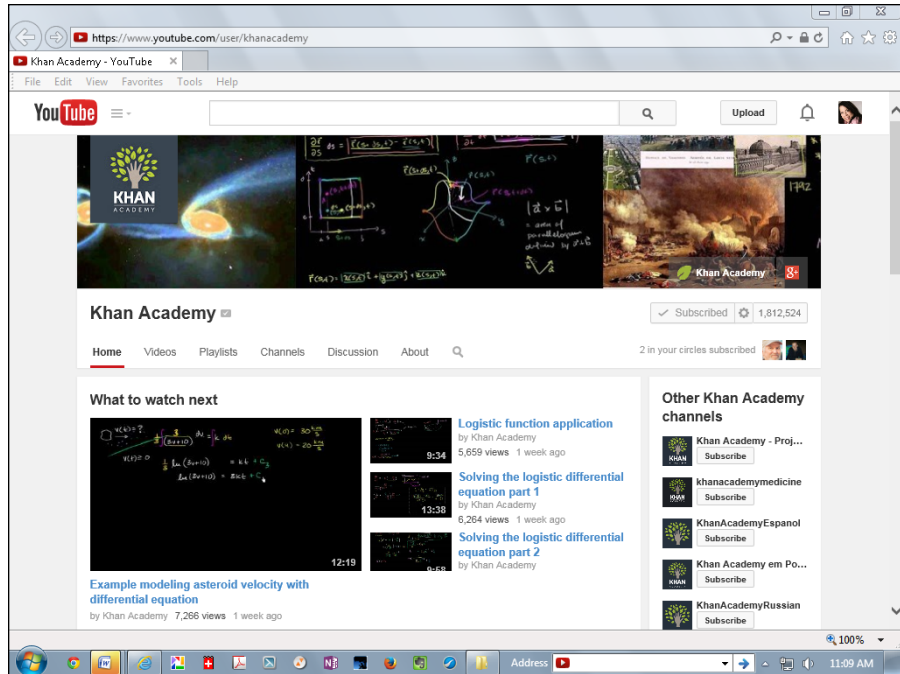 https://www.youtube.com/user/khanacademy
Khan Academy - YouTube
File Edit View Favorites Tools Help
YouTube
Upload
KHAN
ACADEMY
1792
Khan Academy
8+
Khan Academy
Subscribed 1,812,524
Home Videos Playlists Channels Discussion About
2 in your circles subscribed
What to watch next
12:19
Example modeling asteroid velocity with
differential equation
by Khan Academy 7,266 views 1 week ago
9:34
Logistic function application
by Khan Academy
5,659 views 1 week ago
13:38
Solving the logistic differential
equation part 1
by Khan Academy
6,264 views 1 week ago
9:58
Solving the logistic differential
equation part 2
by Khan Academy
Other Khan Academy
channels
Khan Academy - Proj...
Subscribe
khanacademymedicine
Subscribe
KhanAcademyEspanol
Subscribe
Khan Academy em Po...
Subscribe
KhanAcademyRussian
Subscribe
100%
Address
11:09 AM